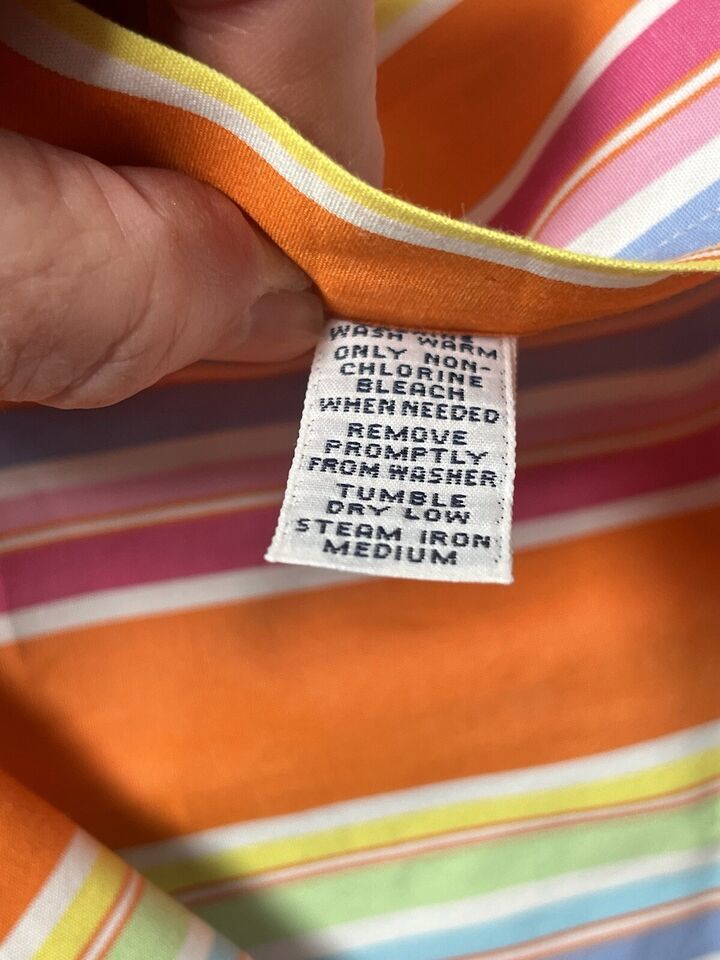 WASH WARM
ONLY NON-
CHLORINE
BLEACH
WHEN NEEDED
REMOVE
PROMPTLY
FROM WASHER
TUMBLE
DRY LOW
STEAM IRON
MEDIUM